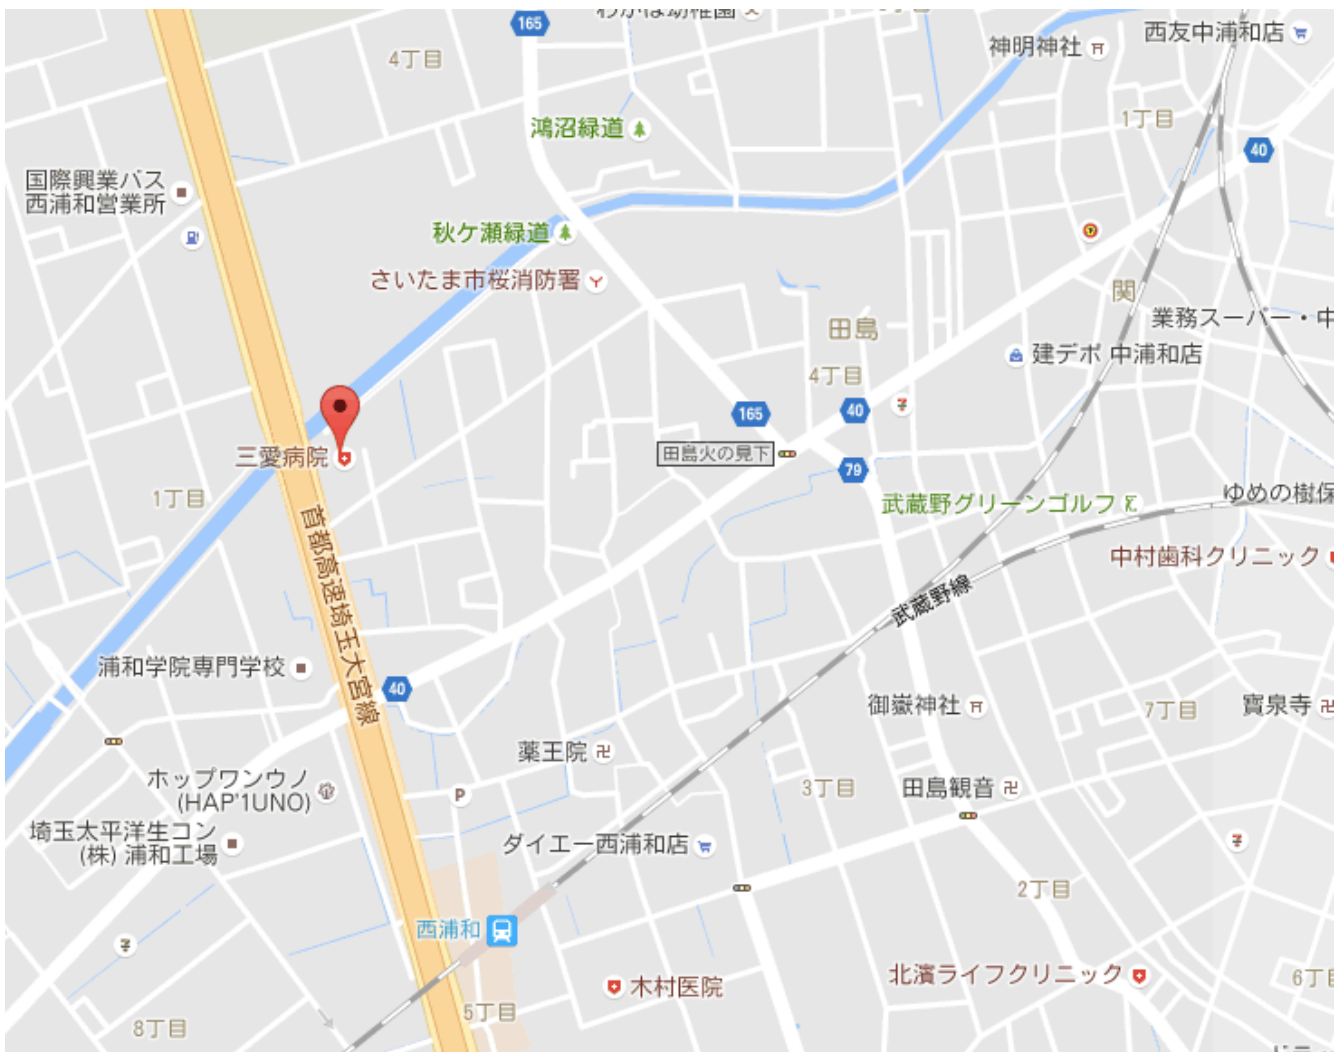 165
わかば幼稚園
神明神社
西友中浦和店
4丁目
1丁目
鴻沼緑道
40
国際興業バス
西浦和営業所
秋ケ瀬緑道
さいたま市桜消防署
関
田島
業務スーパー・中
建デポ 中浦和店
4丁目
165
40
三愛病院
田島火の見下
79
1丁目
ゆめの樹保
武蔵野グリーンゴルフ
首都高速埼玉大宮線
中村歯科クリニック
武蔵野線
浦和学院専門学校
40
御嶽神社
7丁目
寶泉寺
薬王院
ホップワンウノ
(HAP'1UNO)
P
3丁目
田島観音
埼玉太平洋生コン
(株) 浦和工場
ダイエー西浦和店
2丁目
西浦和
木村医院
北濱ライフクリニック
6丁目
5丁目
8丁目